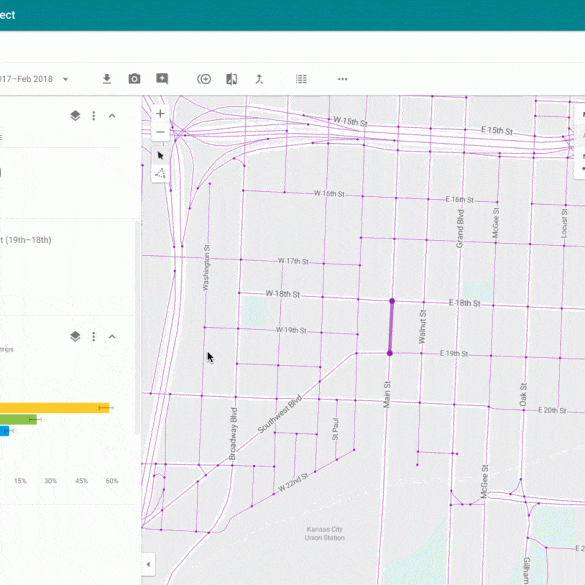 ect
017–Feb 2018
t (19th–18th)
trips
15%
30%
45%
60%
W 15th St
E 15th St
W 16th St
E 16th St
Grand Blvd
McGee St
Locust St
Washington St
W 17th St
W 18th St
E 18th St
W 19th St
Walnut St
E 19th St
Main St
Oak St
Southwest Blvd
Broadway Blvd
St Paul
E 20th St
W 22nd St
McGee St
Kansas City
Union Station
Gilham
E 2